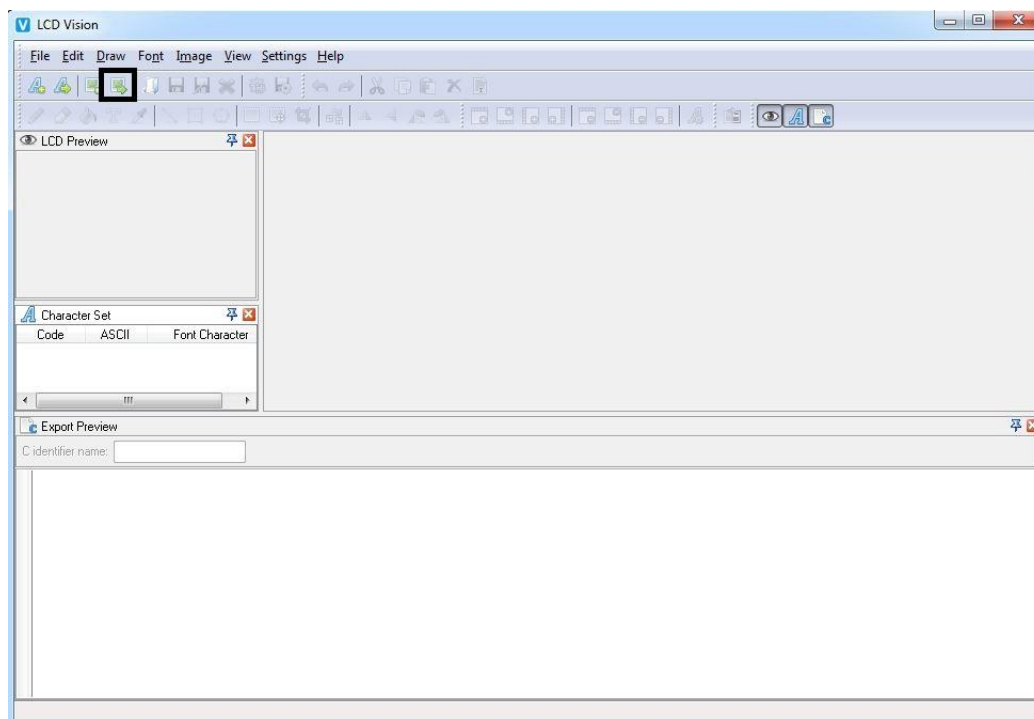 LCD Vision
File Edit Draw Font Image View Settings Help
LCD Preview
Character Set
Code ASCII Font Character
Export Preview
C identifier name: